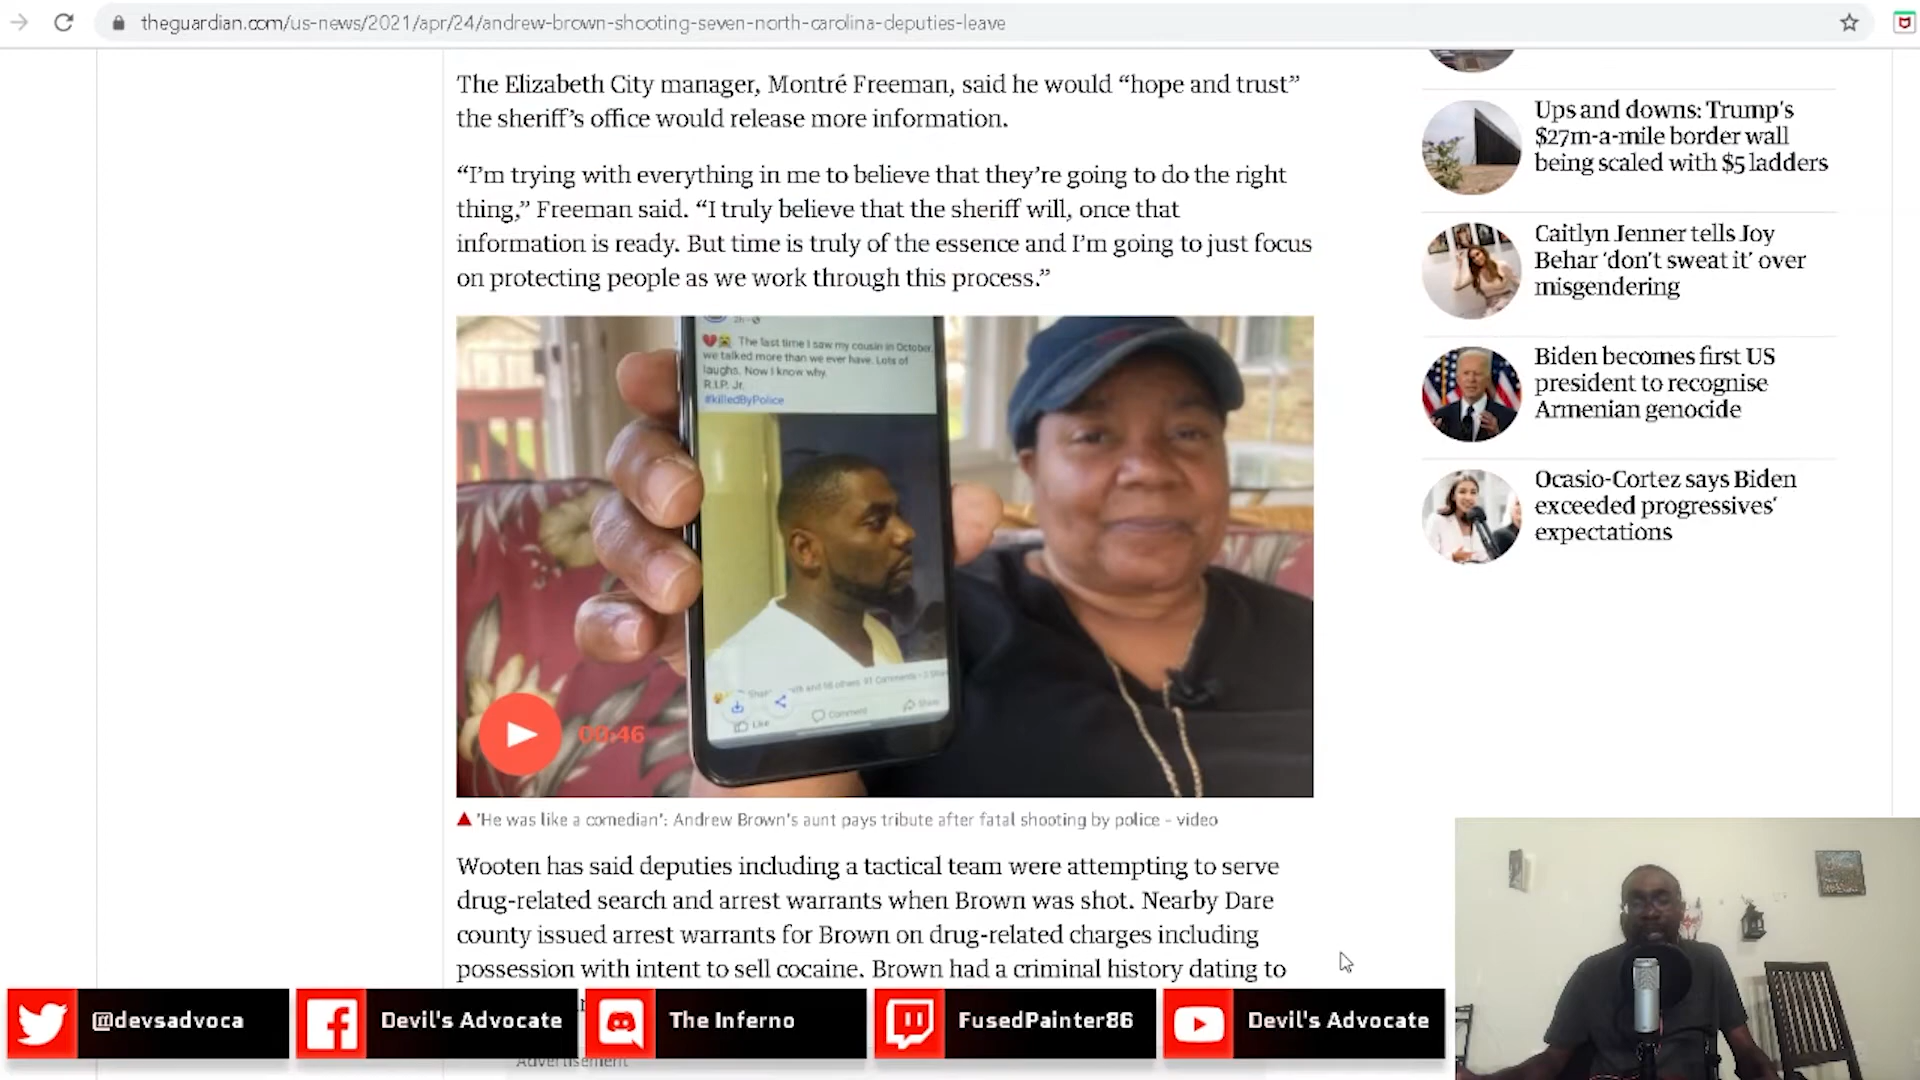 theguardian.com/us-news/2021/apr/24/andrew-brown-shooting-seven-north-carolina-deputies-leave
The Elizabeth City manager, Montré Freeman, said he would “hope and trust”
the sheriff’s office would release more information.
“I’m trying with everything in me to believe that they’re going to do the right
thing,” Freeman said. “I truly believe that the sheriff will, once that
information is ready. But time is truly of the essence and I’m going to just focus
on protecting people as we work through this process.”
2h
The last time I saw my cousin in October,
we talked more than we ever have. Lots of
laughs. Now I know why.
R.I.P. Jr.
#killedByPolice
Like Comment Share
00:46
'He was like a comedian': Andrew Brown's aunt pays tribute after fatal shooting by police – video
Wooten has said deputies including a tactical team were attempting to serve
drug-related search and arrest warrants when Brown was shot. Nearby Dare
county issued arrest warrants for Brown on drug-related charges including
possession with intent to sell cocaine. Brown had a criminal history dating to
Advertisement
Ups and downs: Trump’s
$27m-a-mile border wall
being scaled with $5 ladders
Caitlyn Jenner tells Joy
Behar ‘don’t sweat it’ over
misgendering
Biden becomes first US
president to recognise
Armenian genocide
Ocasio-Cortez says Biden
exceeded progressives’
expectations
@devsadvoca
Devil's Advocate
The Inferno
FusedPainter86
Devil's Advocate